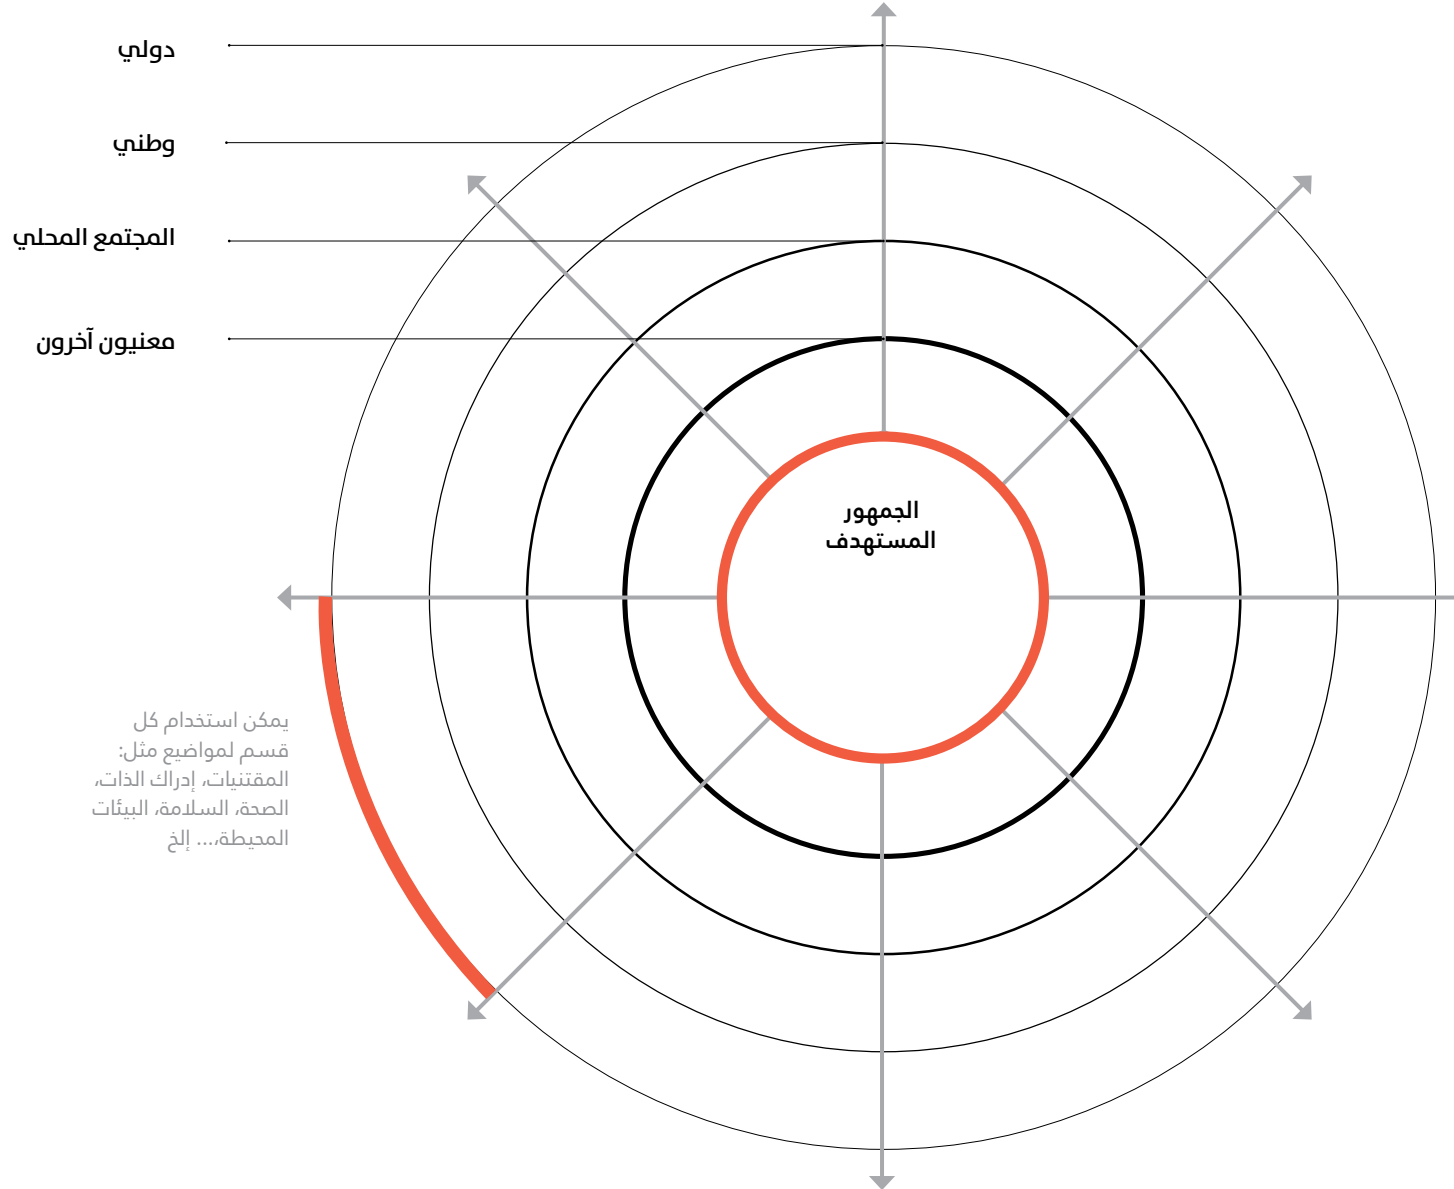 دولي
وطني
المجتمع المحلي
معنيون آخرون
الجمهور
المستهدف
يمكن استخدام كل
قسم لمواضيع مثل:
المقتنيات، إدراك الذات،
الصحة، السلامة، البيئات
المحيطة،... إلخ